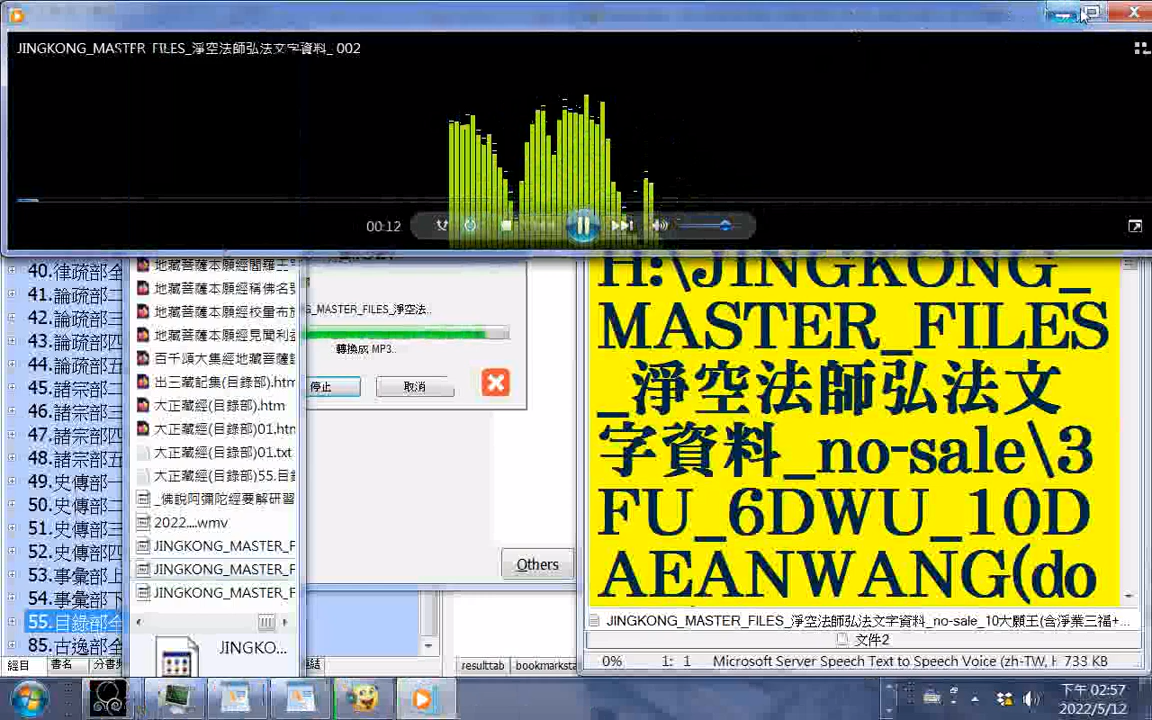 JINGKONG_MASTER_FILES_淨空法師弘法文字資料_ 002
00:12
40.律疏部全
41.論疏部二
42.論疏部三
43.論疏部四
44.論疏部五
45.諸宗部二
46.諸宗部三
47.諸宗部四
48.諸宗部五
49.史傳部一
50.史傳部二
51.史傳部三
52.史傳部四
53.事彙部上
54.事彙部下
55.目錄部全
85.古逸部全
經目
書名
地藏菩薩本願經閻羅王
地藏菩薩本願經稱佛名號
地藏菩薩本願經校量布施
地藏菩薩本願經見聞利益
百千頌大集經地藏菩薩
出三藏記集(目錄部).htm
大正藏經(目錄部).htm
大正藏經(目錄部)01.htm
大正藏經(目錄部)01.txt
大正藏經(目錄部)55.目
_佛說阿彌陀經要解研習
2022....wmv
JINGKONG_MASTER_F
JINGKONG_MASTER_F
JINGKONG_MASTER_F
JINGKO...
G_MASTER_FILES_淨空法..
轉換成 MP3..
停止
取消
Others
resulttab
bookmarksta
H:\JINGKONG_
MASTER_FILES
_淨空法師弘法文
字資料_no-sale\3
FU_6DWU_10D
AEANWANG(do
JINGKONG_MASTER_FILES_淨空法師弘法文字資料_no-sale_10大願王(含淨業三福+...
文件2
0%
1: 1
Microsoft Server Speech Text to Speech Voice (zh-TW, H
733 KB
下午 02:57
2022/5/12